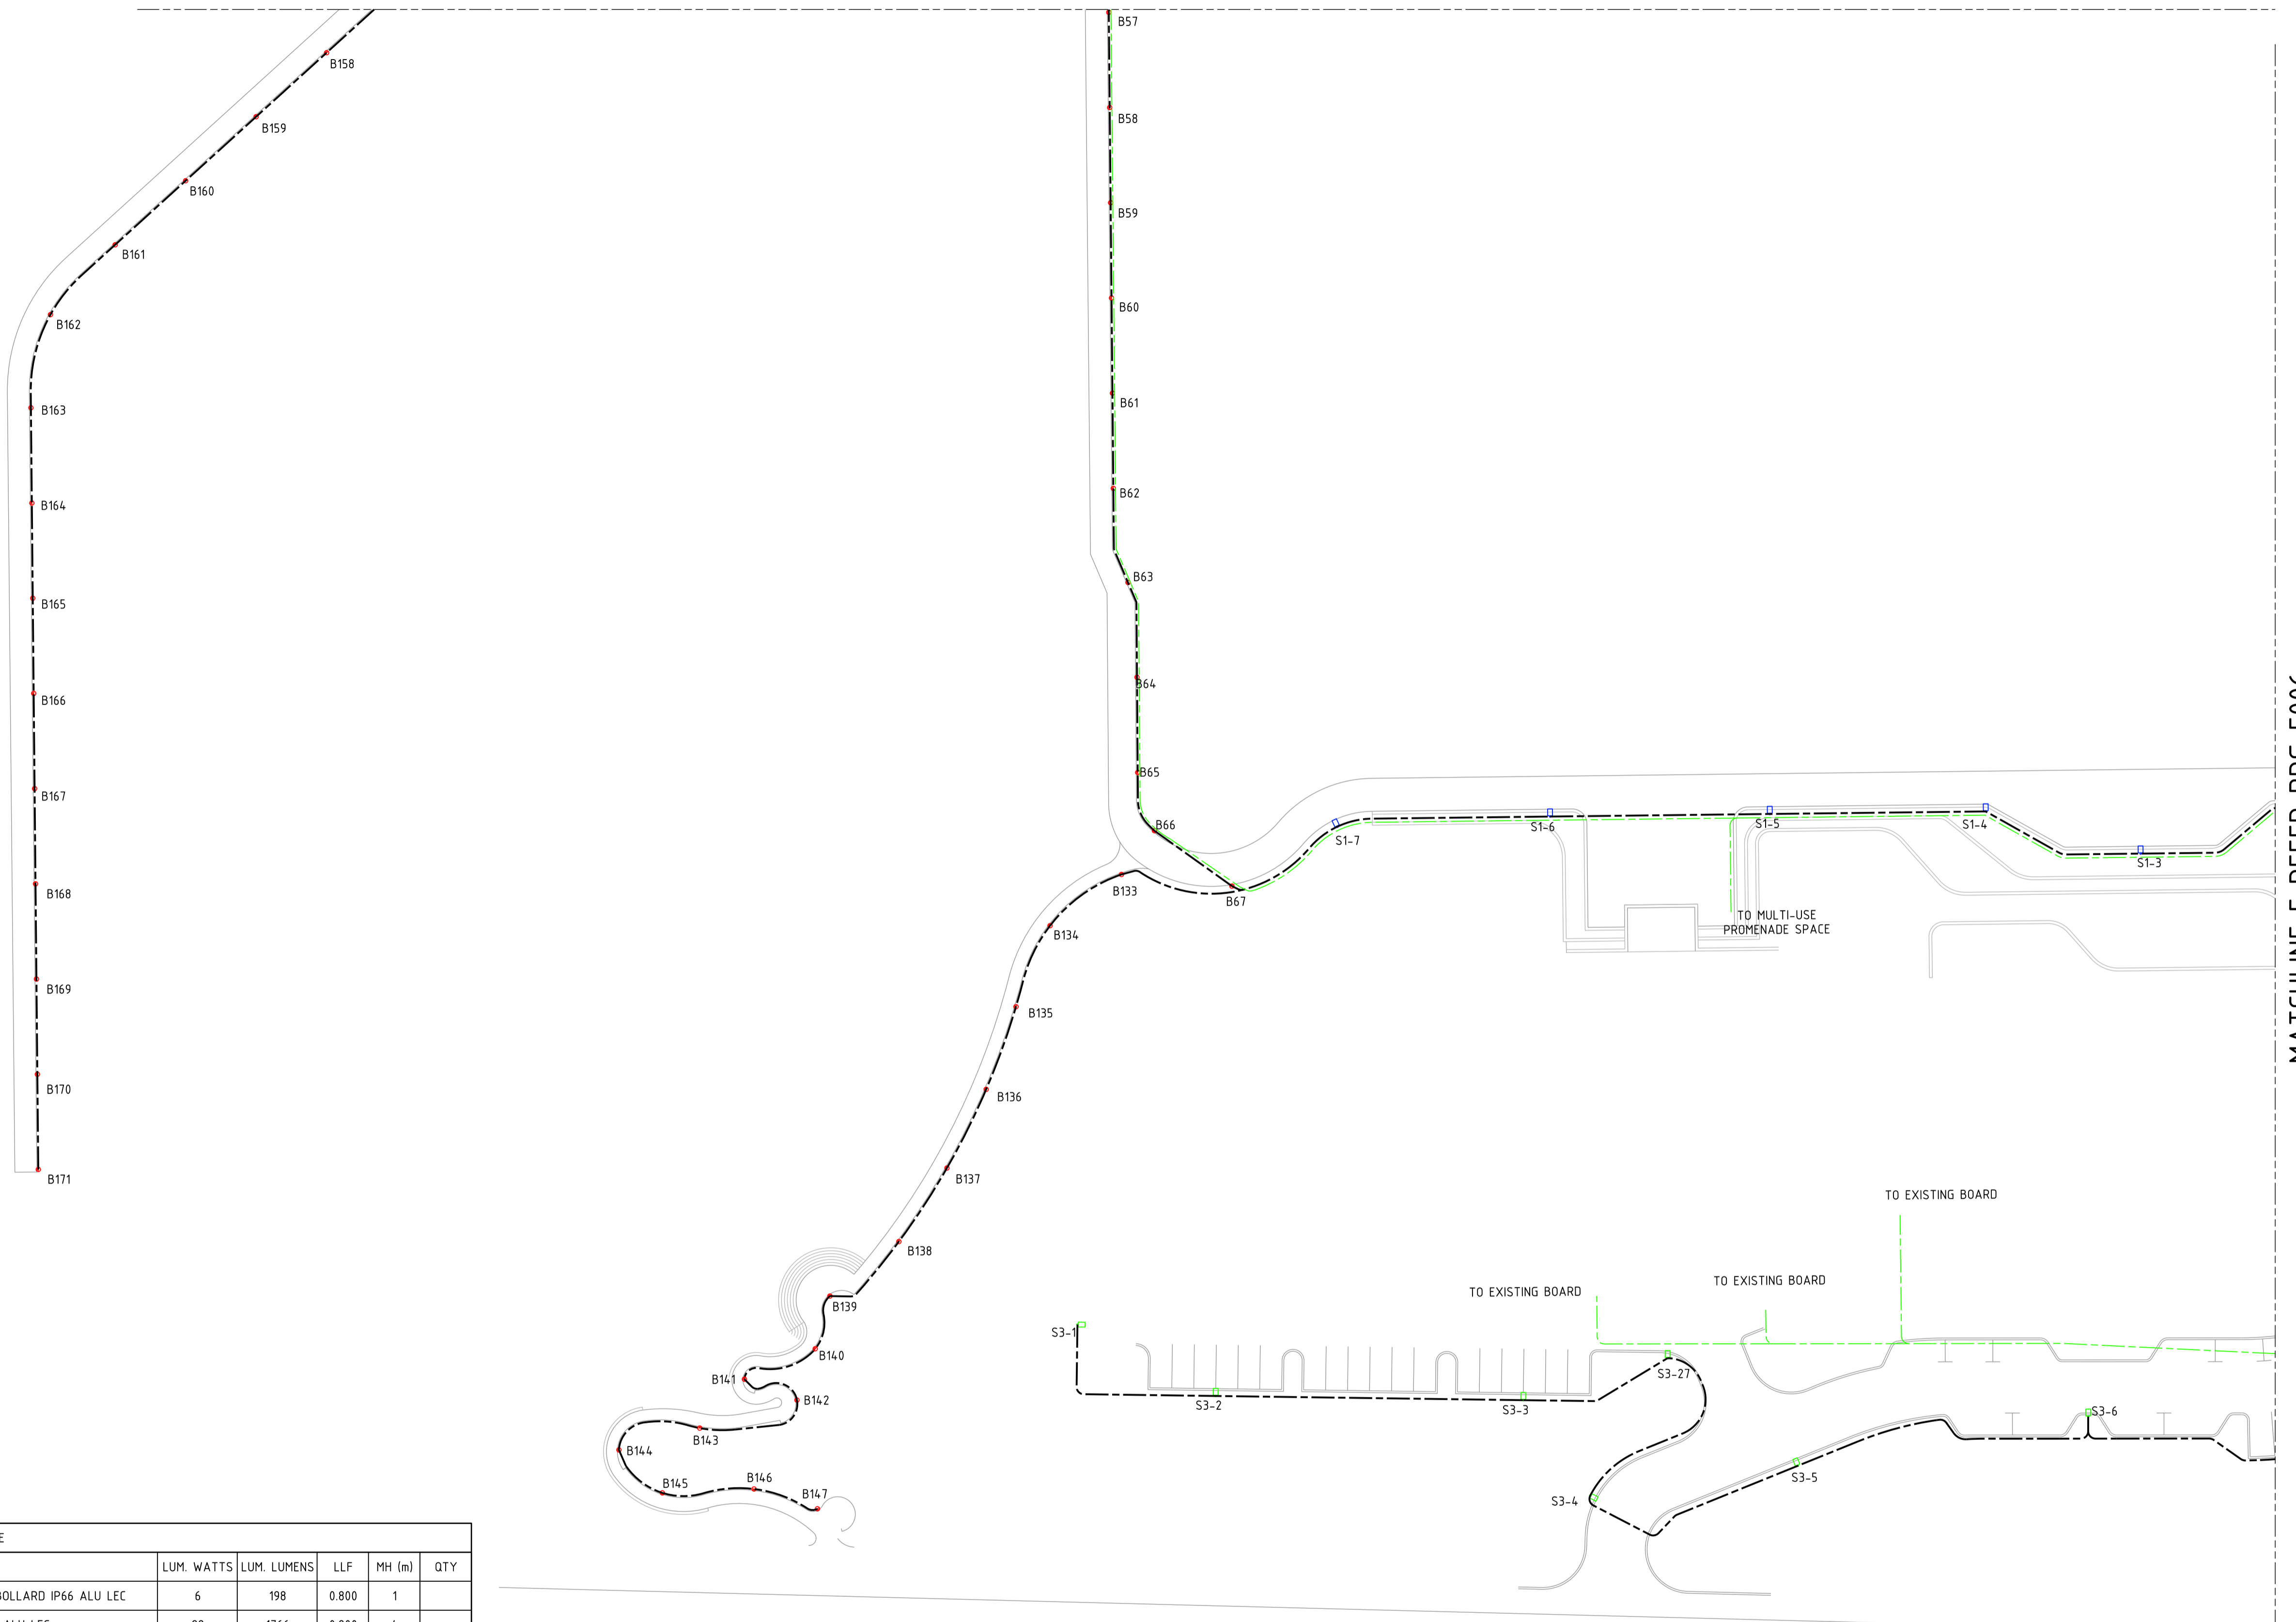 B57
B158
B58
B159
B160
B59
B161
B60
B162
B61
B163
B62
B164
B63
B165
B64
B166
B65
B167
B66
S1-7
S1-6
S1-5
S1-4
S1-3
B168
B133
B67
B134
TO MULTI-USE
PROMENADE SPACE
B169
B135
B170
B136
B171
B137
B138
TO EXISTING BOARD
TO EXISTING BOARD
TO EXISTING BOARD
B139
S3-1
B140
B141
B142
S3-27
S3-2
S3-3
S3-6
B143
B144
B145
B146
B147
S3-4
S3-5
LUM. WATTS LUM. LUMENS LLF MH (m) QTY
BOLLARD IP66 ALU LEC 6 198 0.800 1